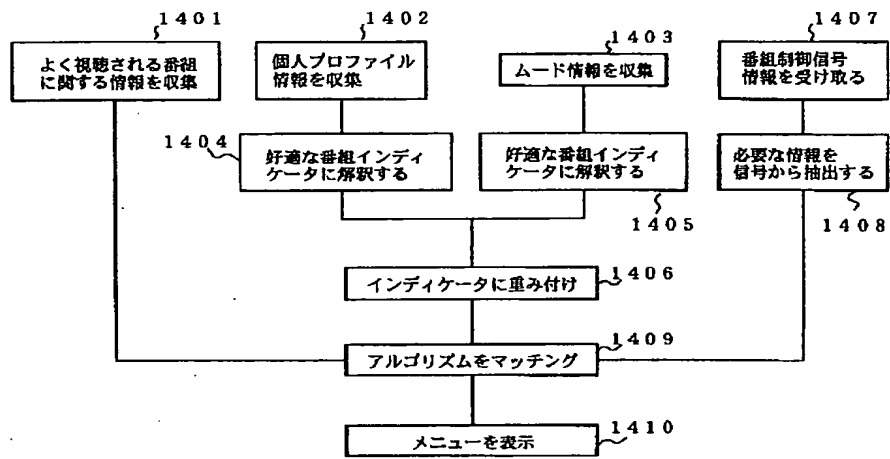 1401
よく視聴される番組
に関する情報を収集
1402
個人プロファイル
情報を収集
1403
ムード情報を収集
1407
番組制御信号
情報を受け取る
1404
好適な番組インディ
ケータに解釈する
好適な番組インディ
ケータに解釈する
1405
必要な情報を
信号から抽出する
1408
インディケータに重み付け
1406
アルゴリズムをマッチング
1409
メニューを表示
1410